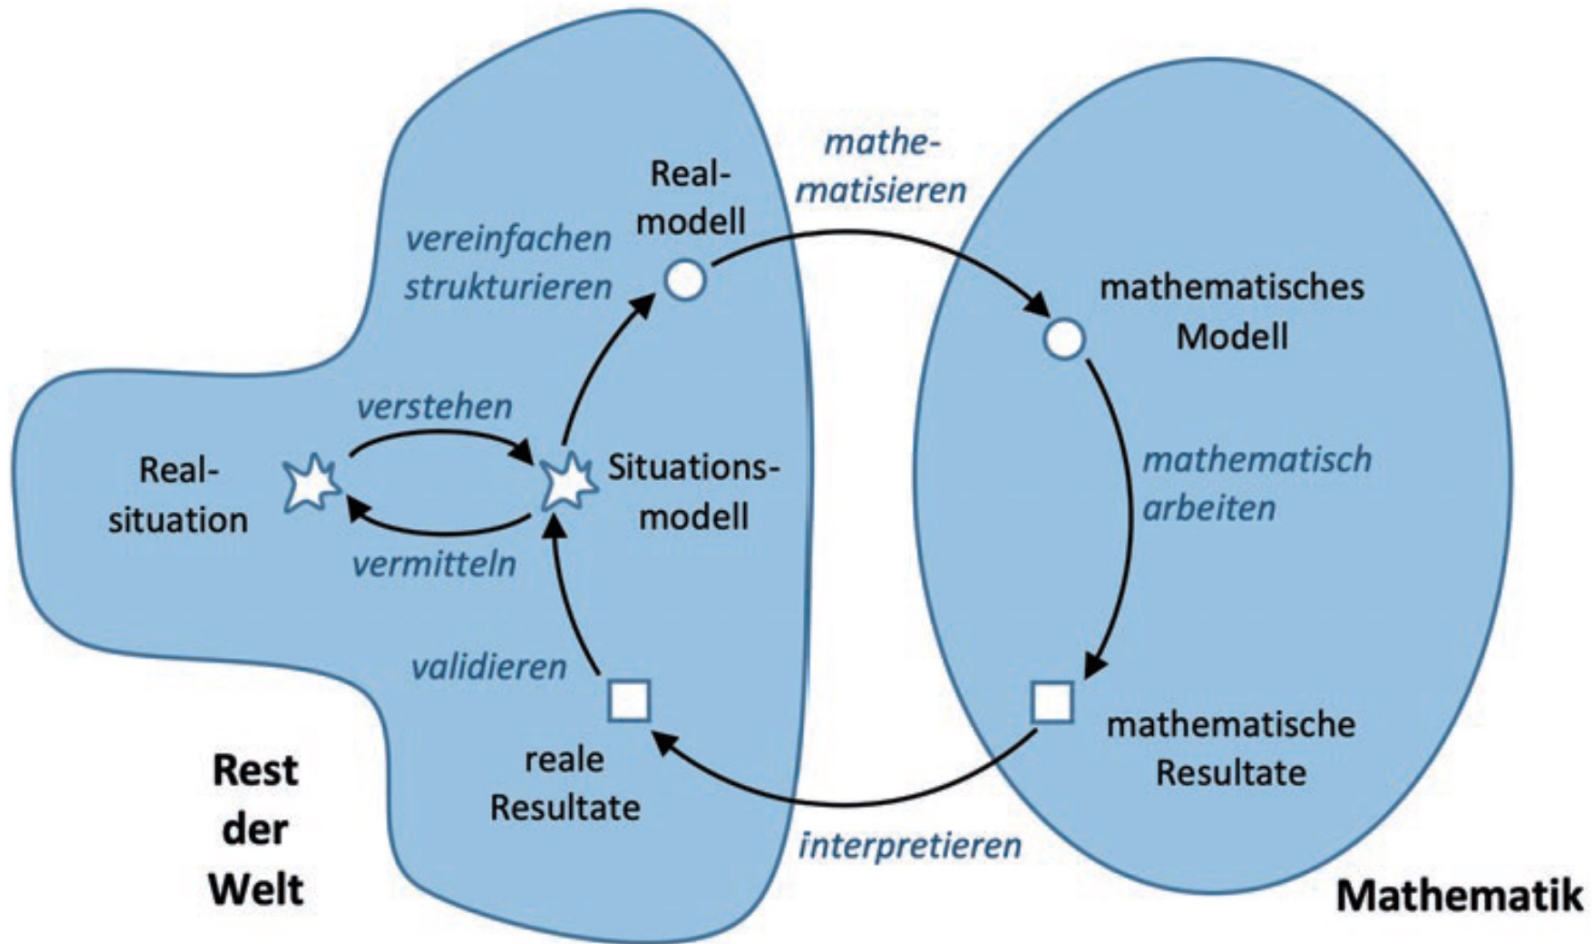 mathe-
matisieren
Real-
modell
vereinfachen
strukturieren
mathematisches
Modell
verstehen
Real-
situation
Situations-
modell
mathematisch
arbeiten
vermitteln
validieren
reale
Resultate
mathematische
Resultate
interpretieren
Rest
der
Welt
Mathematik